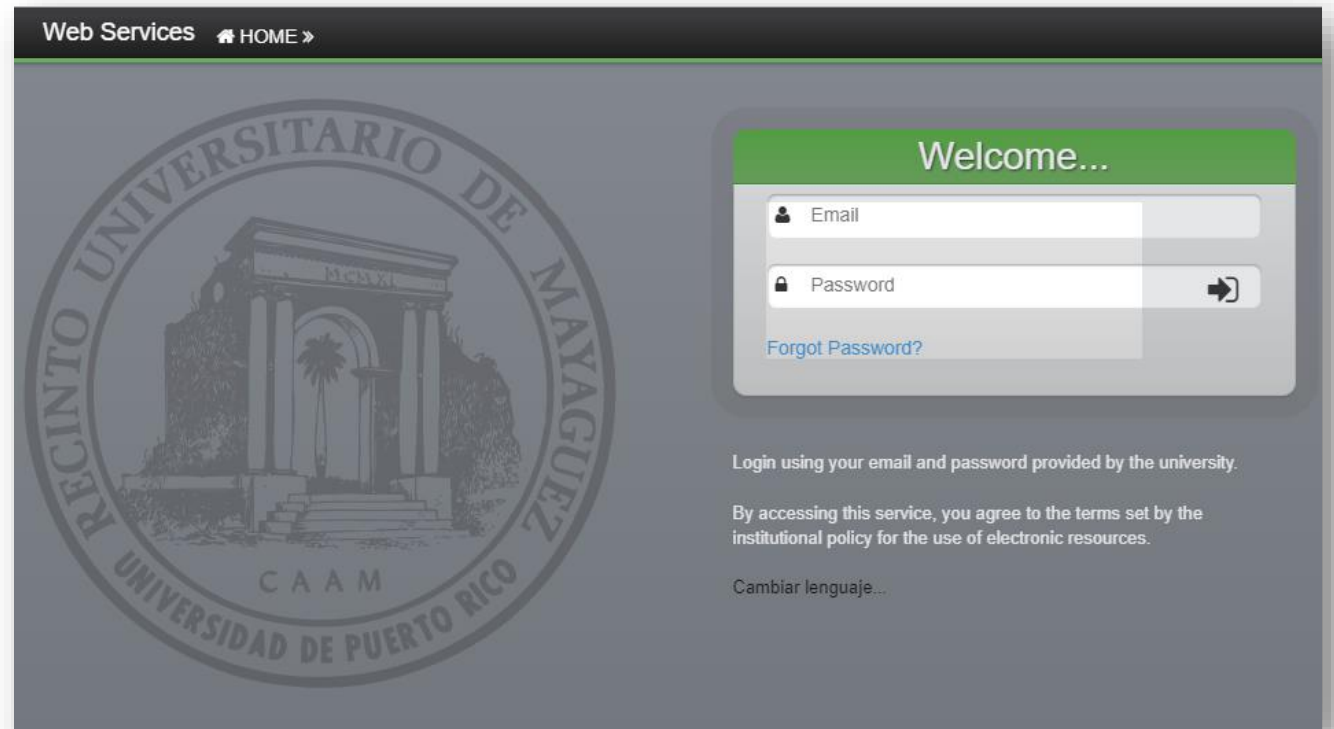 Web Services HOME »
RECINTO UNIVERSITARIO DE MAYAGUEZ
MCMXI
CAAM
UNIVERSIDAD DE PUERTO RICO
Welcome...
Email
Password
Forgot Password?
Login using your email and password provided by the university.
By accessing this service, you agree to the terms set by the
institutional policy for the use of electronic resources.
Cambiar lenguaje...